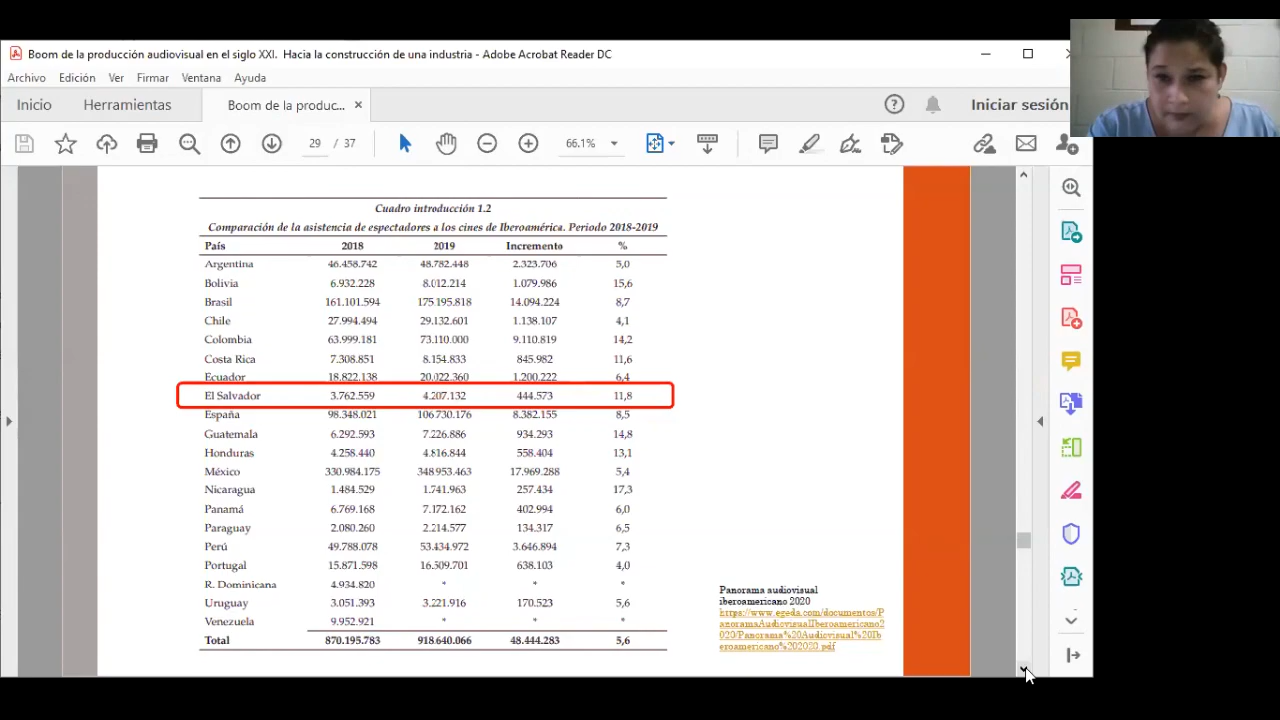 Boom de la producción audiovisual en el siglo XXI. Hacia la construcción de una industria - Adobe Acrobat Reader DC
Archivo Edición Ver Firmar Ventana Ayuda
Inicio Herramientas Boom de la produc... × Iniciar sesión
29 / 37 66.1%
Cuadro introducción 1.2
Comparación de la asistencia de espectadores a los cines de Iberoamérica. Periodo 2018-2019
País 2018 2019 Incremento %
Argentina 46.458.742 48.782.448 2.323.706 5,0
Bolivia 6.932.228 8.012.214 1.079.986 15,6
Brasil 161.101.594 175.195.818 14.094.224 8,7
Chile 27.994.494 29.132.601 1.138.107 4,1
Colombia 63.999.181 73.110.000 9.110.819 14,2
Costa Rica 7.308.851 8.154.833 845.982 11,6
Ecuador 18.822.138 20.022.360 1.200.222 6,4
El Salvador 3.762.559 4.207.132 444.573 11,8
España 98.348.021 106.730.176 8.382.155 8,5
Guatemala 6.292.593 7.226.886 934.293 14,8
Honduras 4.258.440 4.816.844 558.404 13,1
México 330.984.175 348.953.463 17.969.288 5,4
Nicaragua 1.484.529 1.741.963 257.434 17,3
Panamá 6.769.168 7.172.162 402.994 6,0
Paraguay 2.080.260 2.214.577 134.317 6,5
Perú 49.788.078 53.434.972 3.646.894 7,3
Portugal 15.871.598 16.509.701 638.103 4,0
R. Dominicana 4.934.820 * * *
Uruguay 3.051.393 3.221.916 170.523 5,6
Venezuela 9.952.921 * * *
Total 870.195.783 918.640.066 48.444.283 5,6
Panorama audiovisual
iberoamericano 2020
https://www.egeda.com/documentos/P
anoramaAudiovisualIberoamericano2
020/Panorama%20Audiovisual%20Ib
eroamericano%202020.pdf